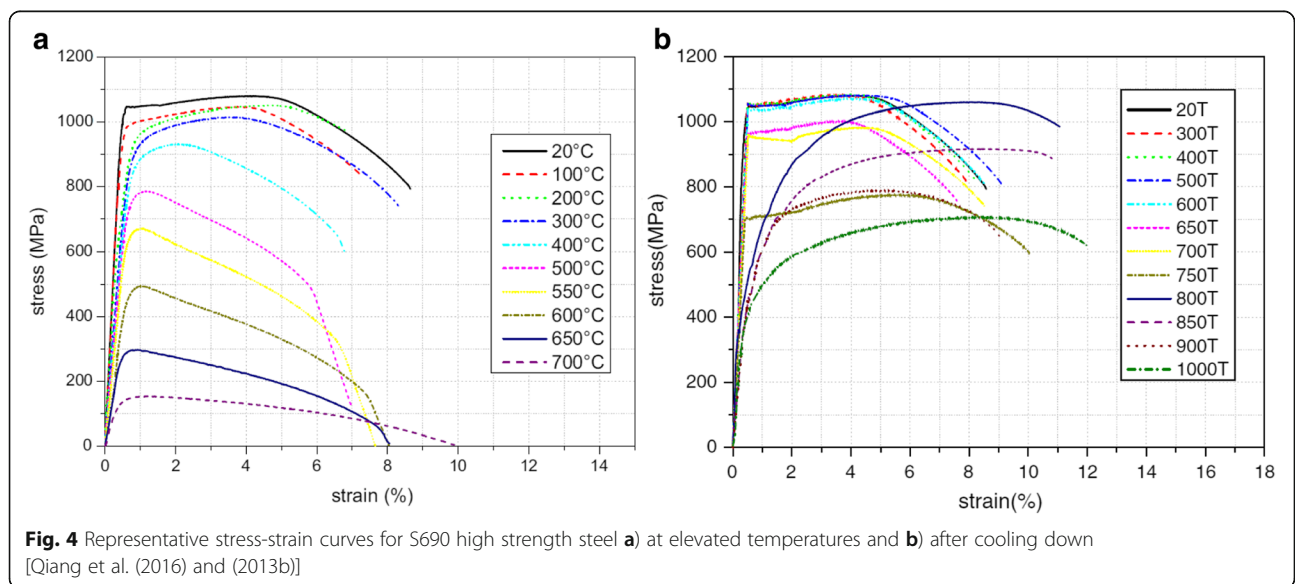 a
1200
1000
800
600
400
200
0
0
2
4
6
8
10
12
14
stress (MPa)
strain (%)
20°C
100°C
200°C
300°C
400°C
500°C
550°C
600°C
650°C
700°C
b
1200
1000
800
600
400
200
0
0
2
4
6
8
10
12
14
16
18
stress(MPa)
strain(%)
20T
300T
400T
500T
600T
650T
700T
750T
800T
850T
900T
1000T
Fig. 4 Representative stress-strain curves for S690 high strength steel a) at elevated temperatures and b) after cooling down
[Qiang et al. (2016) and (2013b)]